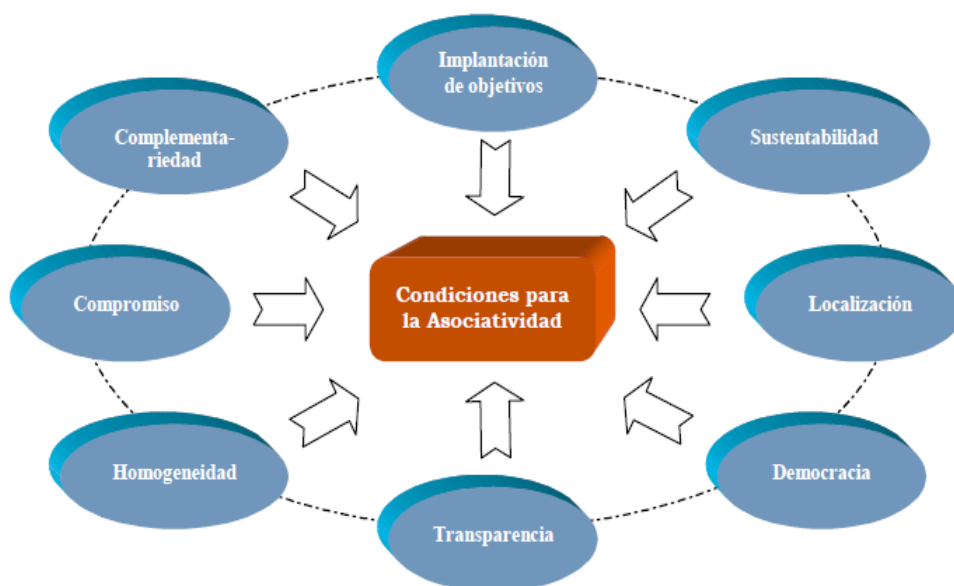 Implantación
de objetivos
Complementa-
riedad
Sustentabilidad
Compromiso
Condiciones para
la Asociatividad
Localización
Homogeneidad
Democracia
Transparencia